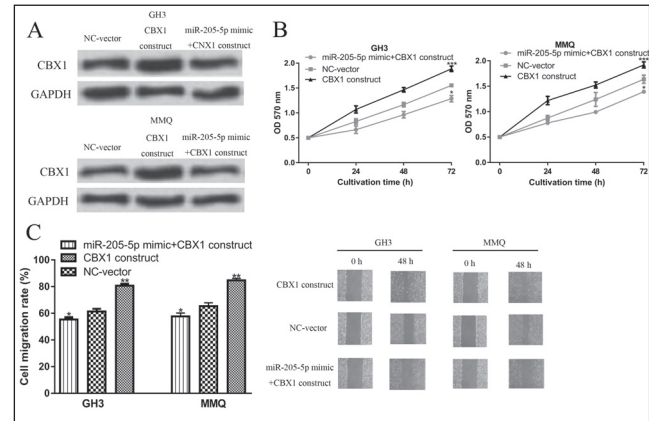 A
GH3
NC-vector
CBX1
construct
miR-205-5p mimic
+CNX1 construct
CBX1
GAPDH
MMQ
NC-vector
CBX1
construct
miR-205-5p mimic
+CBX1 construct
CBX1
GAPDH
B
GH3
miR-205-5p mimic+CBX1 construct
NC-vector
CBX1 construct
OD 570 nm
2.0
1.5
1.0
0.5
0.0
***
*
0 24 48 72
Cultivation time (h)
MMQ
miR-205-5p mimic+CBX1 construct
NC-vector
CBX1 construct
OD 570 nm
2.0
1.5
1.0
0.5
0.0
***
*
0 24 48 72
Cultivation time (h)
C
miR-205-5p mimic+CBX1 construct
CBX1 construct
NC-vector
Cell migration rate (%)
100
80
60
40
20
0
*
**
*
**
GH3 MMQ
GH3 MMQ
0 h 48 h 0 h 48 h
CBX1 construct
NC-vector
miR-205-5p mimic
+CBX1 construct